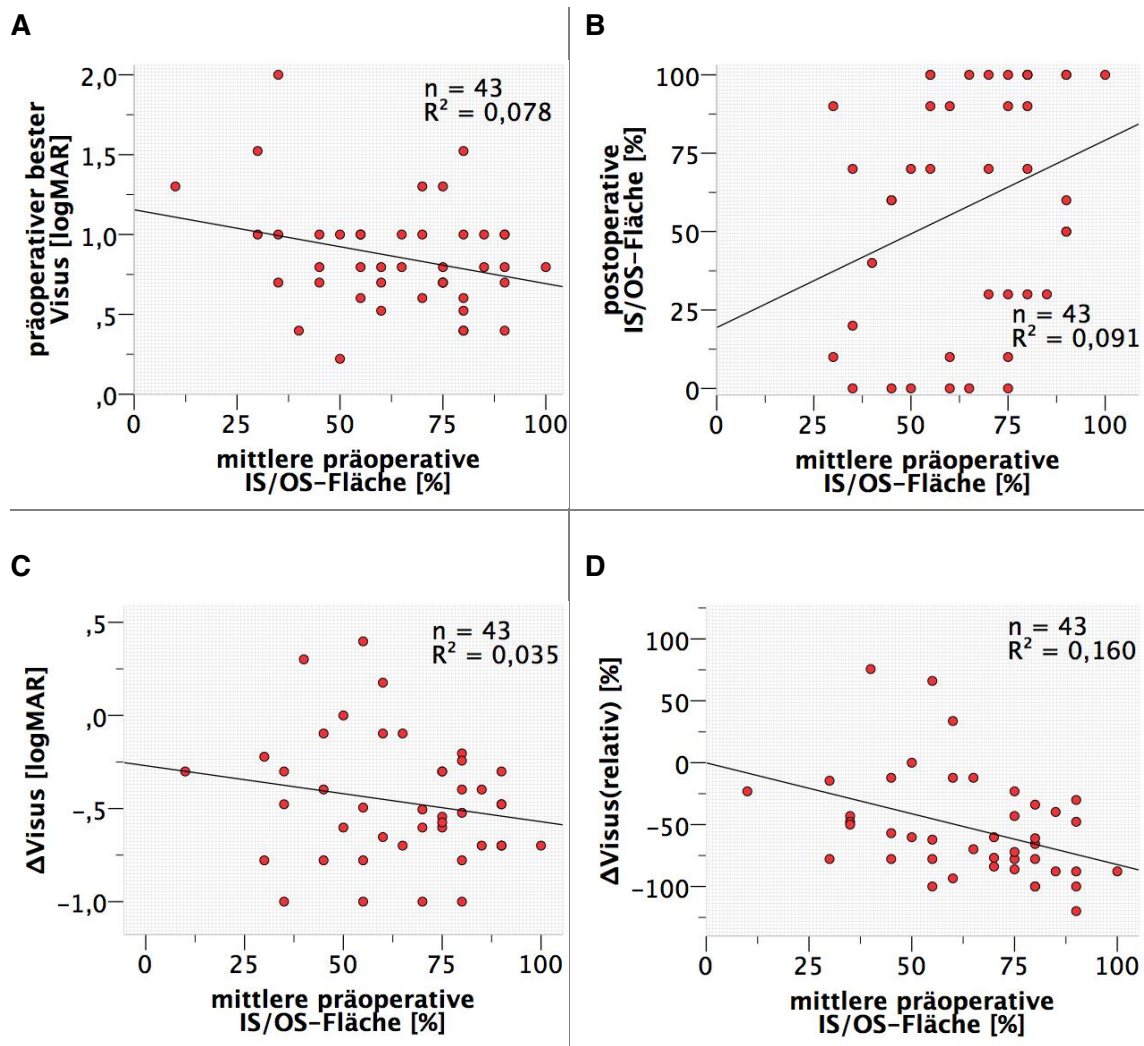 A
präoperativer bester
Visus [logMAR]
2,0
1,5
1,0
,5
,0
n = 43
R² = 0,078
0 25 50 75 100
mittlere präoperative
IS/OS-Fläche [%]
B
postoperative
IS/OS-Fläche [%]
100
75
50
25
0
n = 43
R² = 0,091
0 25 50 75 100
mittlere präoperative
IS/OS-Fläche [%]
C
ΔVisus [logMAR]
,5
,0
-,5
-1,0
n = 43
R² = 0,035
0 25 50 75 100
mittlere präoperative
IS/OS-Fläche [%]
D
ΔVisus(relativ) [%]
100
50
0
-50
-100
n = 43
R² = 0,160
0 25 50 75 100
mittlere präoperative
IS/OS-Fläche [%]